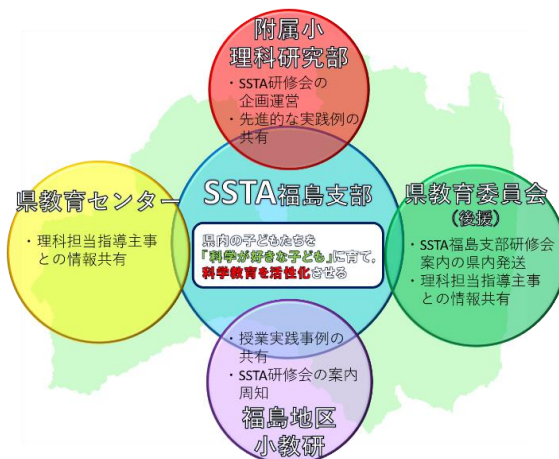 附属小
理科研究部
・SSTA研修会の
企画運営
・先進的な実践例の
共有
県教育センター
・理科担当指導主事
との情報共有
SSTA福島支部
県内の子どもたちを
「科学が好きな子ども」に育て,
科学教育を活性化させる
県教育委員会
(後援)
・SSTA福島支部研修会
案内の県内発送
・理科担当指導主事
との情報共有
・授業実践事例の
共有
・SSTA研修会の案内
周知
福島地区
小教研